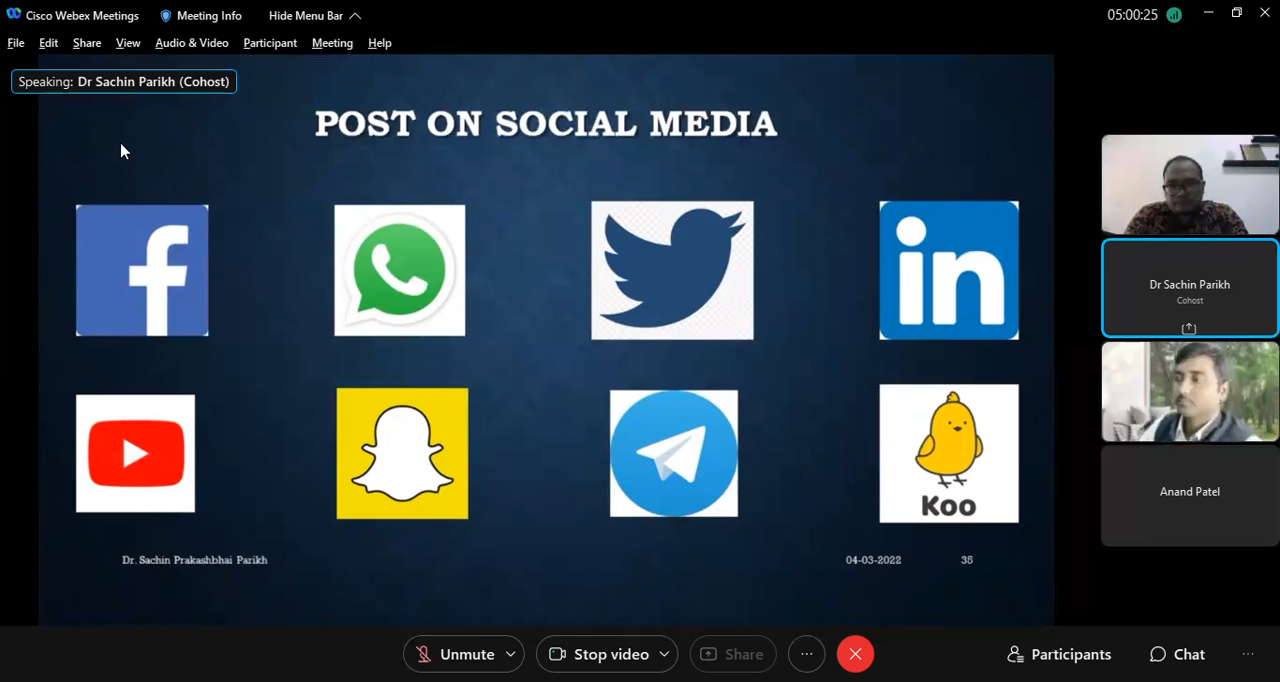 Cisco Webex Meetings
Meeting Info
Hide Menu Bar
05:00:25
File Edit Share View Audio & Video Participant Meeting Help
Speaking: Dr Sachin Parikh (Cohost)
POST ON SOCIAL MEDIA
f
in
Koo
Dr. Sachin Prakashbhai Parikh
04-03-2022
35
Dr Sachin Parikh
Cohost
Anand Patel
Unmute
Stop video
Share
Participants
Chat